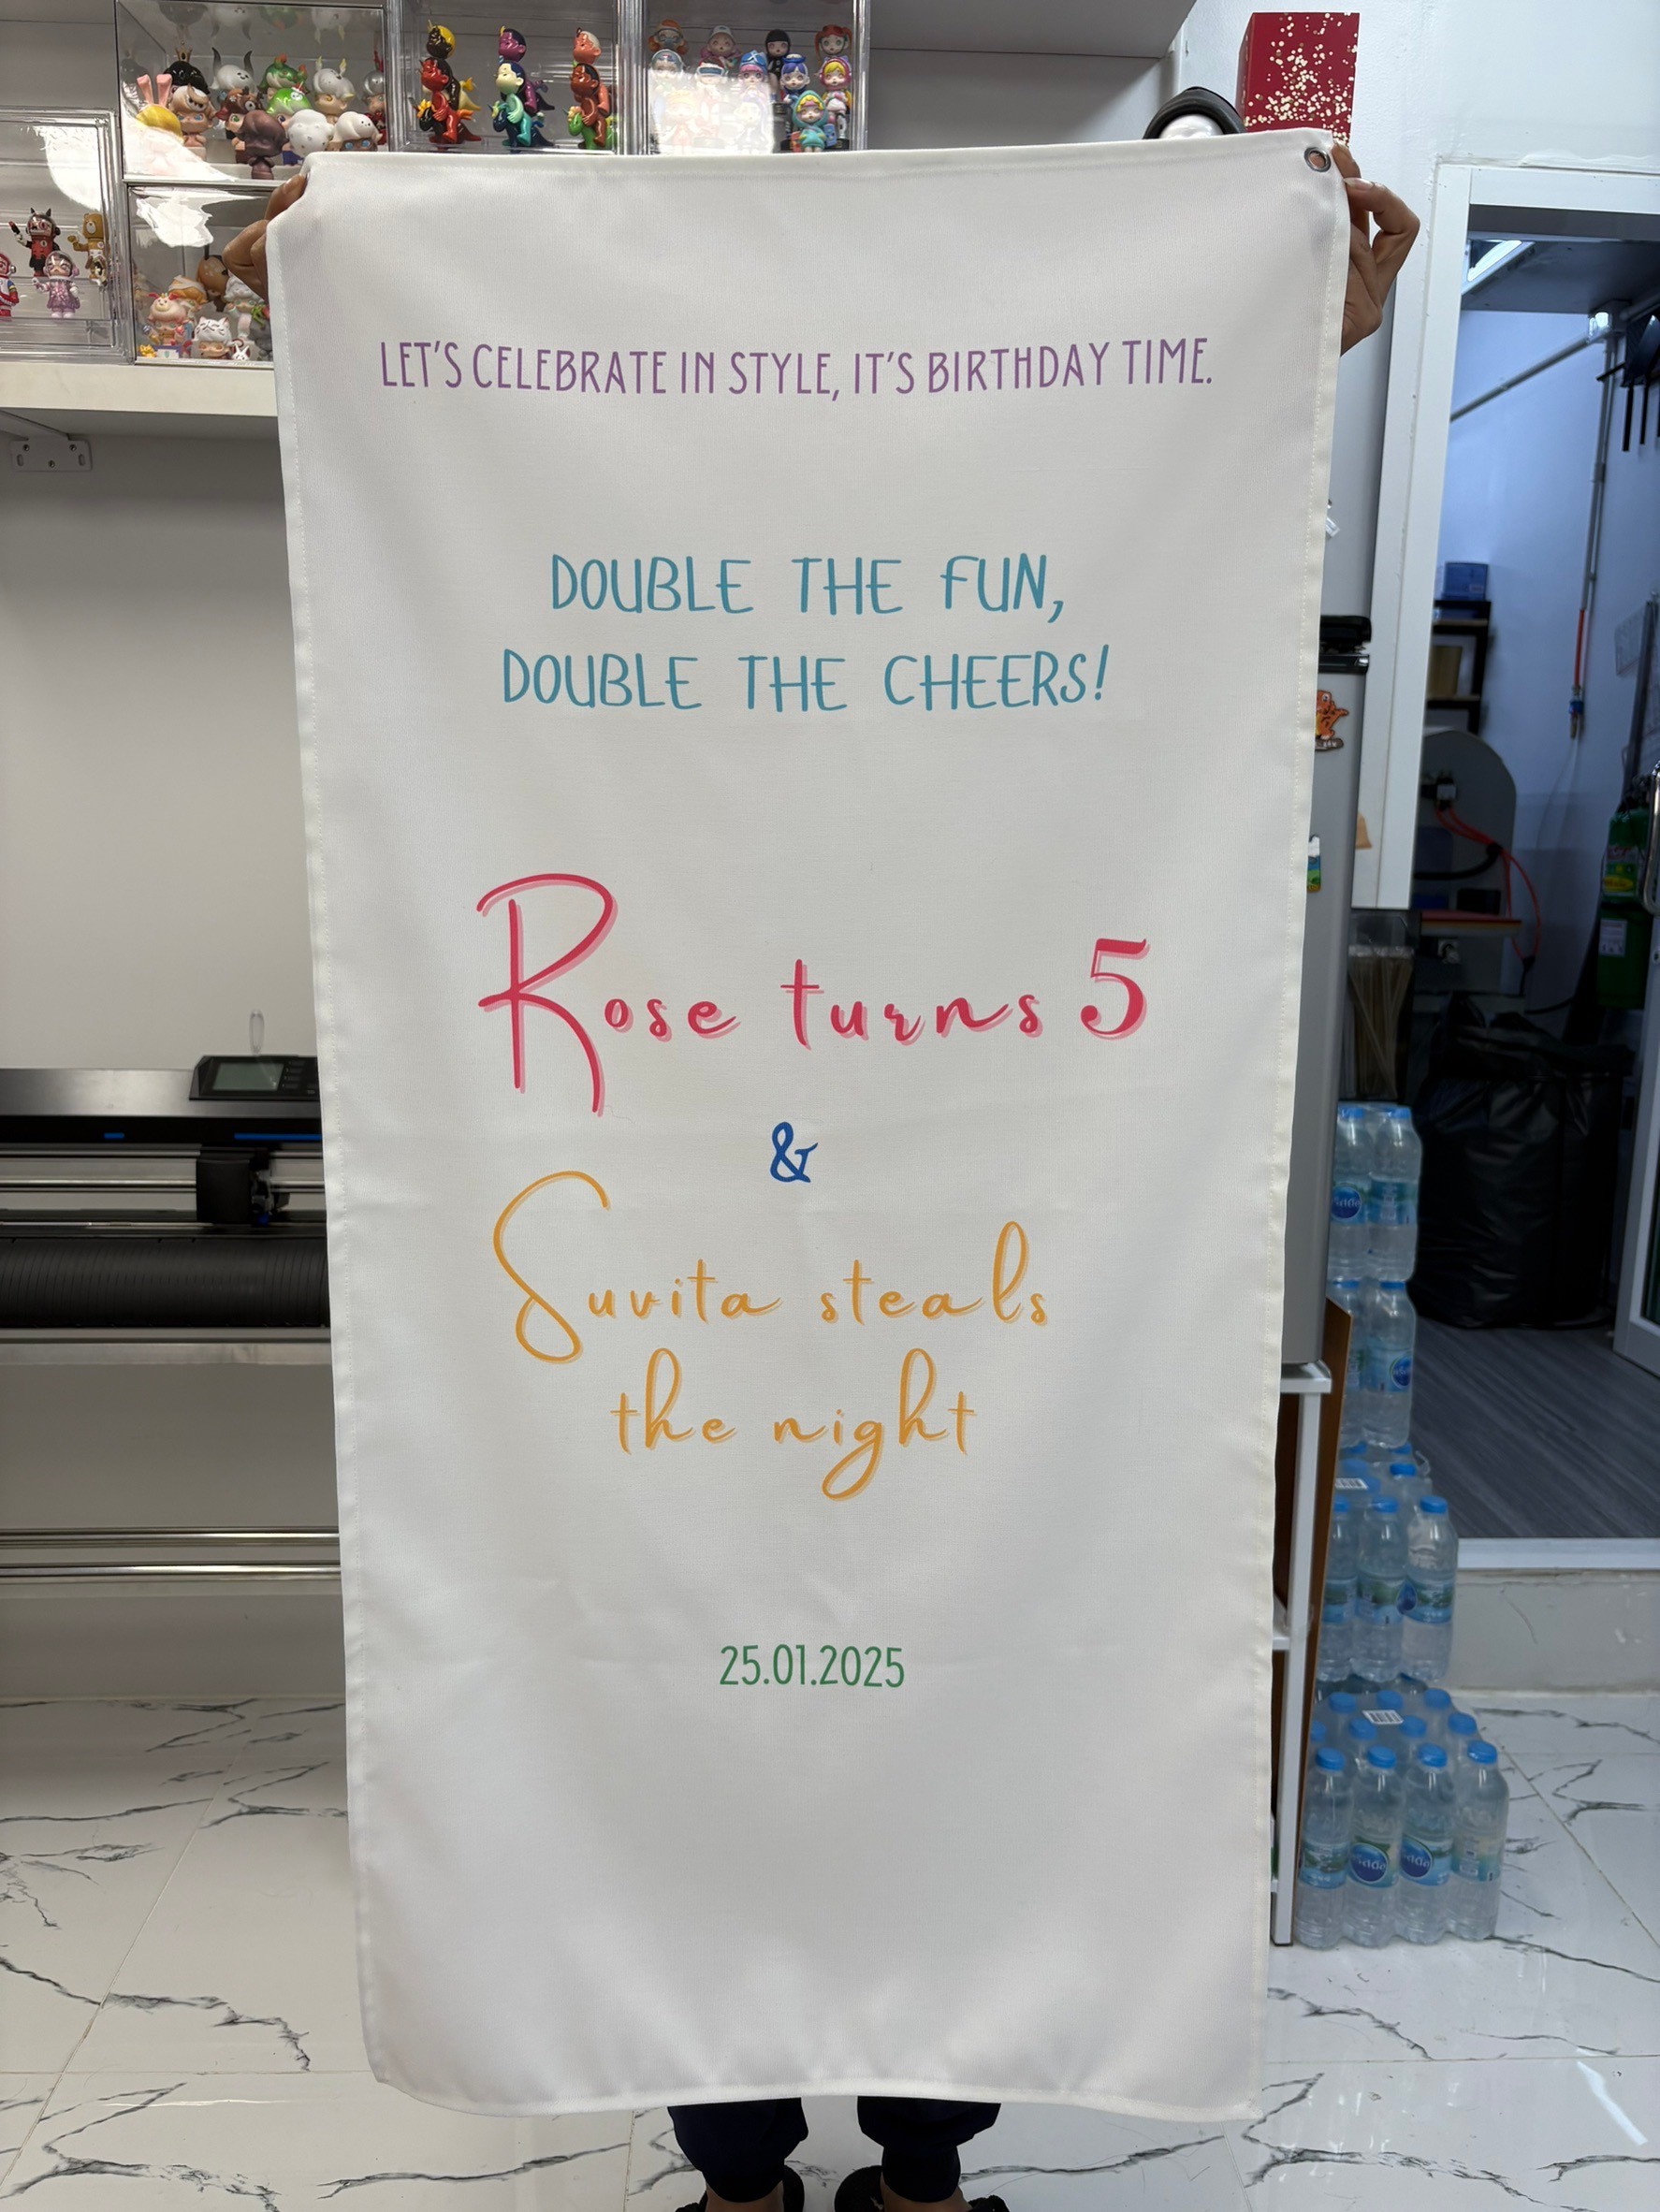 LET'S CELEBRATE IN STYLE, IT'S BIRTHDAY TIME.
DOUBLE THE FUN,
DOUBLE THE CHEERS!
Rose turns 5
&
Suvita steals
the night
25.01.2025